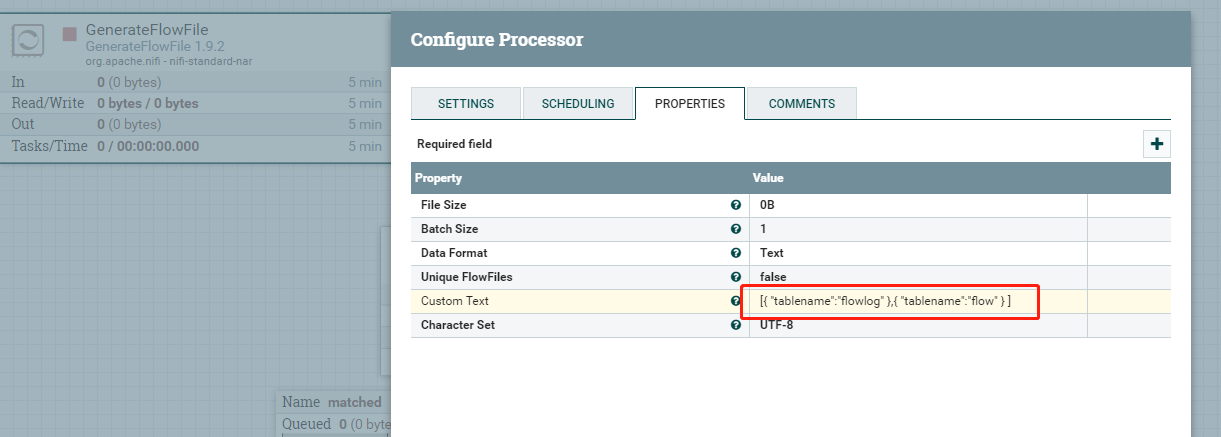 GenerateFlowFile
GenerateFlowFile 1.9.2
org.apache.nifi - nifi-standard-nar
In 0 (0 bytes) 5 min
Read/Write 0 bytes / 0 bytes 5 min
Out 0 (0 bytes) 5 min
Tasks/Time 0 / 00:00:00.000 5 min
Name matched
Queued 0 (0 byte
Configure Processor
SETTINGS SCHEDULING PROPERTIES COMMENTS
Required field
Property Value
File Size 0B
Batch Size 1
Data Format Text
Unique FlowFiles false
Custom Text [{ "tablename":"flowlog" },{ "tablename":"flow" } ]
Character Set UTF-8